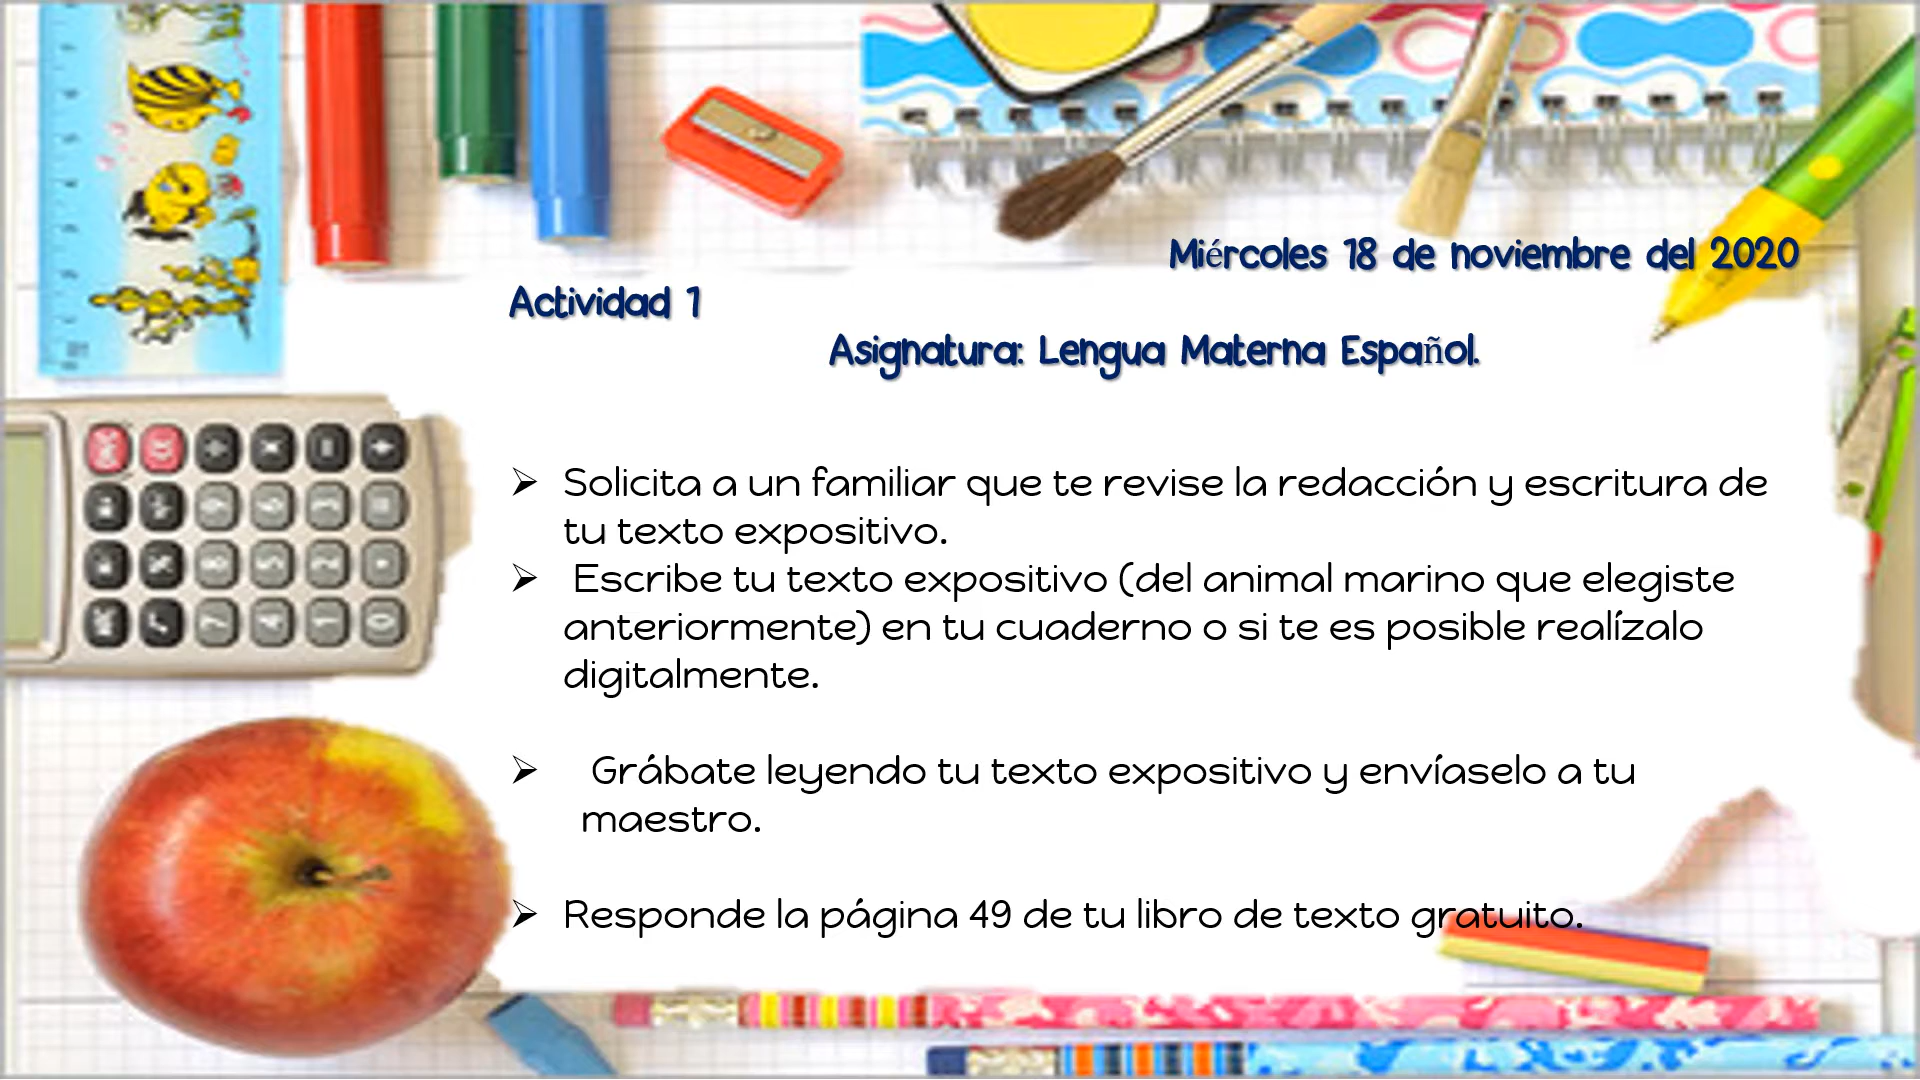 Miércoles 18 de noviembre del 2020
Actividad 1
Asignatura: Lengua Materna Español.
➢ Solicita a un familiar que te revise la redacción y escritura de
tu texto expositivo.
➢ Escribe tu texto expositivo (del animal marino que elegiste
anteriormente) en tu cuaderno o si te es posible realízalo
digitalmente.
➢ Grábate leyendo tu texto expositivo y envíaselo a tu
maestro.
➢ Responde la página 49 de tu libro de texto gratuito.